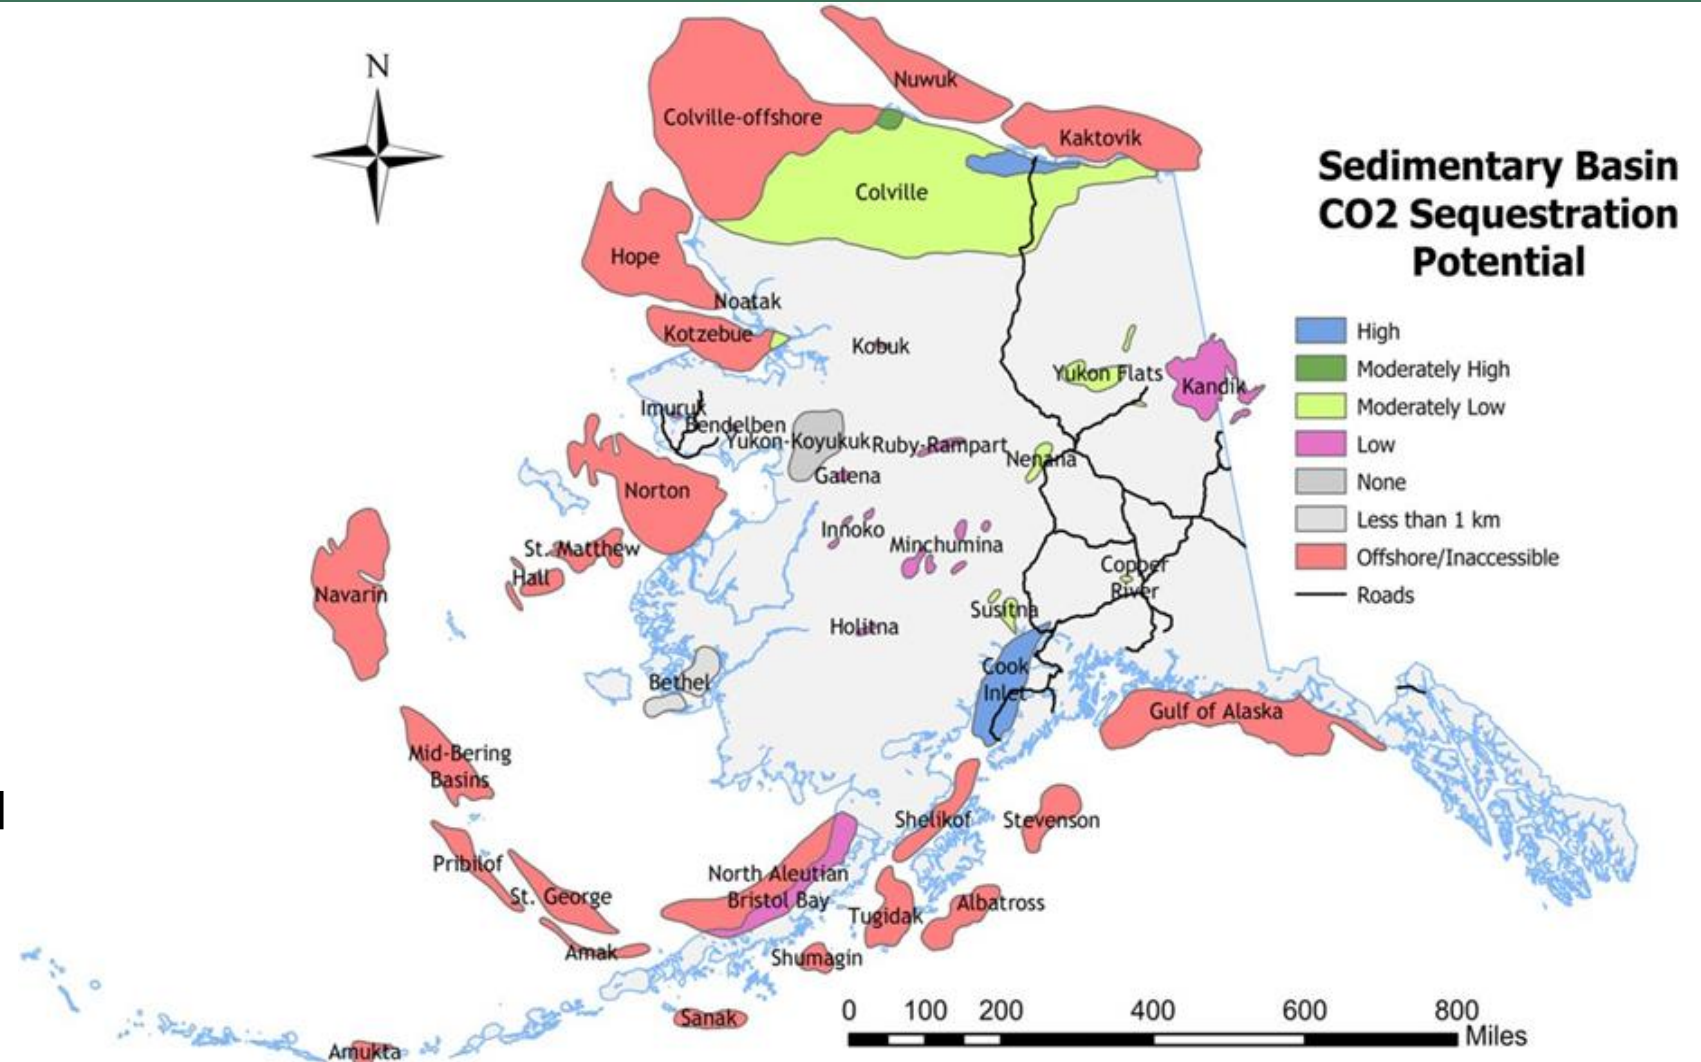 N
Nuwuk
Colville-offshore
Kaktovik
Colville
Sedimentary Basin
CO2 Sequestration
Potential
Hope
Noatak
Kotzebue
Kobuk
Yukon Flats
Kandik
High
Moderately High
Moderately Low
Low
None
Less than 1 km
Offshore/Inaccessible
Roads
Imuruk
Bendelben
Yukon-Koyukuk
Ruby-Rampart
Nenana
Galena
Norton
Innoko
Minchumina
St. Matthew
Hall
Navarin
Copper
River
Susitna
Holitna
Cook
Inlet
Bethel
Gulf of Alaska
Mid-Bering
Basins
Shelikof
Stevenson
Pribilof
St. George
North Aleutian
Bristol Bay
Tugidak
Albatross
Amak
Shumagin
Sanak
Amukta
0 100 200 400 600 800
Miles